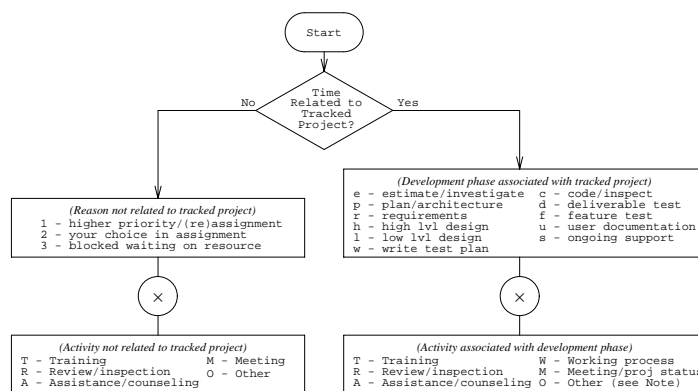 Start
Time
Related to
Tracked
Project?
No
Yes
(Reason not related to tracked project)
1 - higher priority/(re)assignment
2 - your choice in assignment
3 - blocked waiting on resource
(Development phase associated with tracked project)
e - estimate/investigate c - code/inspect
p - plan/architecture d - deliverable test
r - requirements f - feature test
h - high lvl design u - user documentation
l - low lvl design s - ongoing support
w - write test plan
×
×
(Activity not related to tracked project)
T - Training M - Meeting
R - Review/inspection O - Other
A - Assistance/counseling
(Activity associated with development phase)
T - Training W - Working process
R - Review/inspection M - Meeting/proj status
A - Assistance/counseling O - Other (see Note)